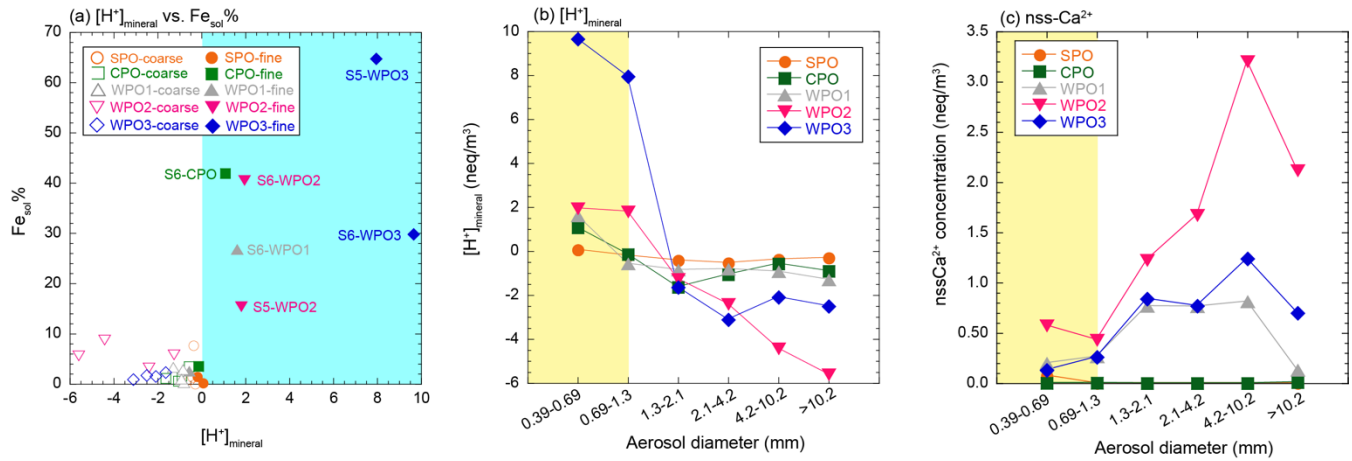 (a) [H⁺]mineral vs. Fesol%
70
60
50
40
30
20
10
0
Fesol%
SPO-coarse SPO-fine
CPO-coarse CPO-fine
WPO1-coarse WPO1-fine
WPO2-coarse WPO2-fine
WPO3-coarse WPO3-fine
S5-WPO3
S6-CPO
S6-WPO2
S6-WPO1
S6-WPO3
S5-WPO2
-6 -4 -2 0 2 4 6 8 10
[H⁺]mineral
(b) [H⁺]mineral
10
8
6
4
2
0
-2
-4
-6
[H⁺]mineral (neq/m³)
SPO
CPO
WPO1
WPO2
WPO3
0.39-0.69 0.69-1.3 1.3-2.1 2.1-4.2 4.2-10.2 >10.2
Aerosol diameter (mm)
(c) nss-Ca²⁺
3.5
3.0
2.5
2.0
1.5
1.0
0.50
0.0
nssCa²⁺ concentration (neq/m³)
SPO
CPO
WPO1
WPO2
WPO3
0.39-0.69 0.69-1.3 1.3-2.1 2.1-4.2 4.2-10.2 >10.2
Aerosol diameter (mm)